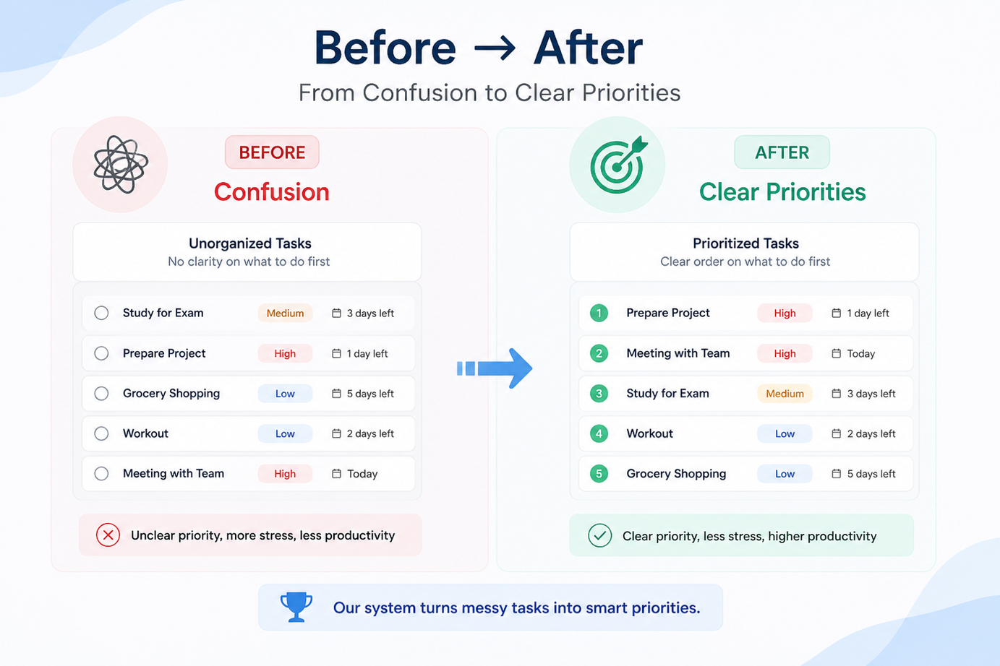 Before → After
From Confusion to Clear Priorities
BEFORE
Confusion
Unorganized Tasks
No clarity on what to do first
Study for Exam Medium 3 days left
Prepare Project High 1 day left
Grocery Shopping Low 5 days left
Workout Low 2 days left
Meeting with Team High Today
Unclear priority, more stress, less productivity
AFTER
Clear Priorities
Prioritized Tasks
Clear order on what to do first
1 Prepare Project High 1 day left
2 Meeting with Team High Today
3 Study for Exam Medium 3 days left
4 Workout Low 2 days left
5 Grocery Shopping Low 5 days left
Clear priority, less stress, higher productivity
Our system turns messy tasks into smart priorities.